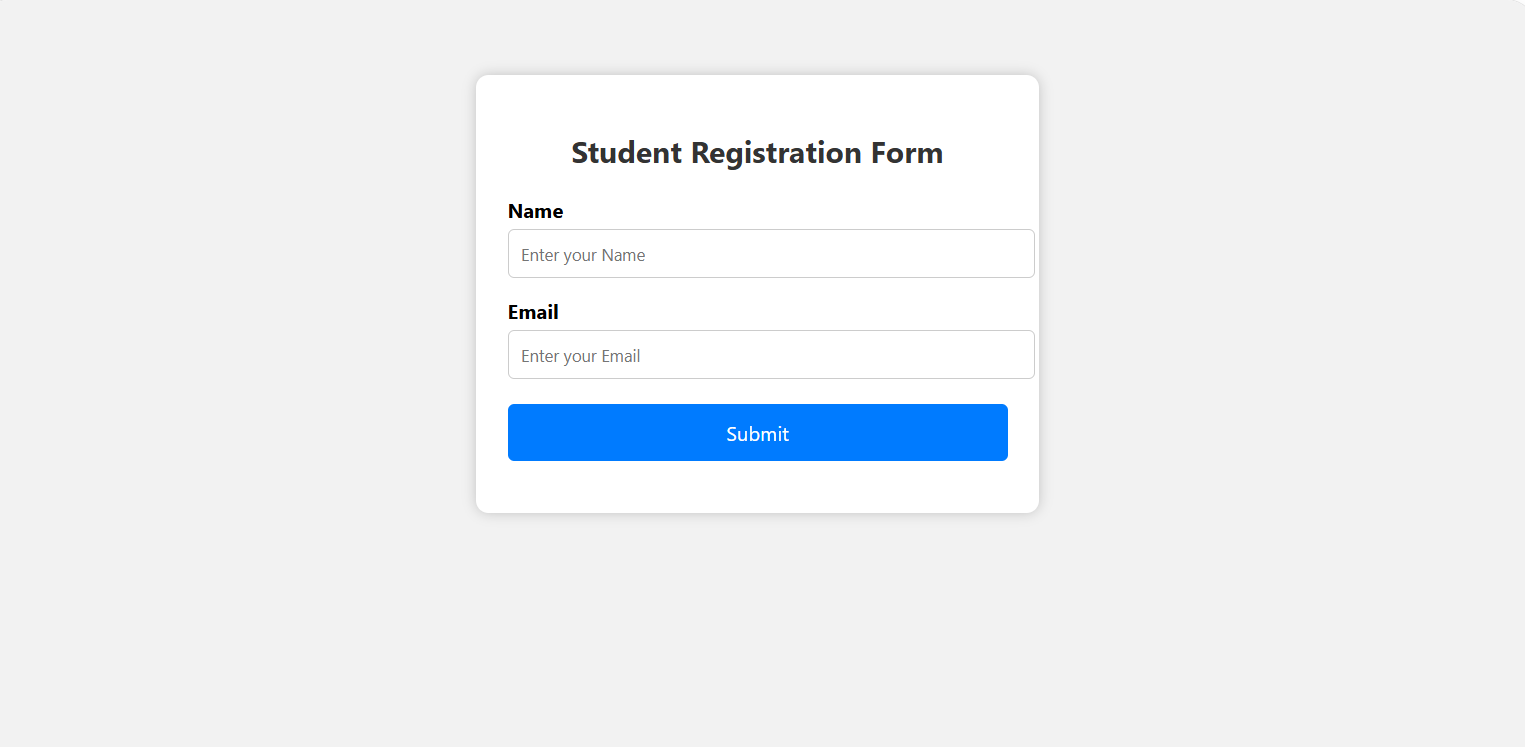 Student Registration Form
Name
Enter your Name
Email
Enter your Email
Submit